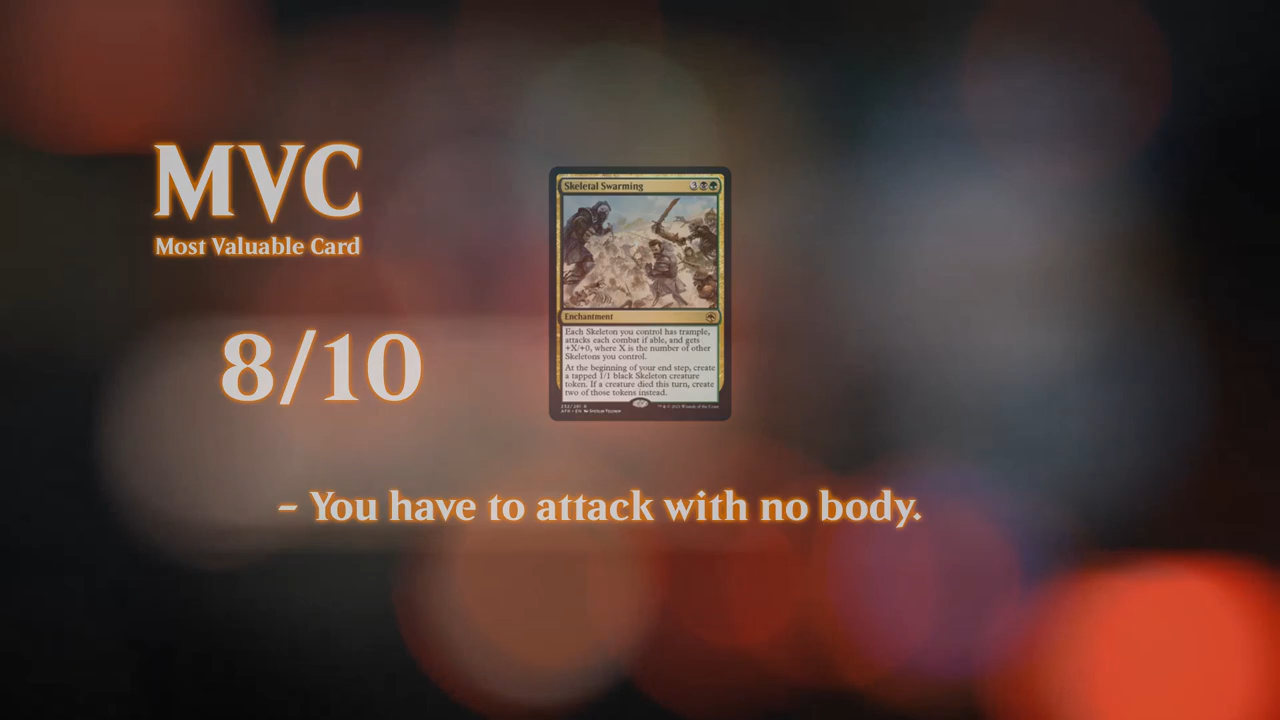 MVC
Most Valuable Card
8/10
Skeletal Swarming 3
Enchantment
Each Skeleton you control has trample,
attacks each combat if able, and gets
+X/+0, where X is the number of other
Skeletons you control.
At the beginning of your end step, create
a tapped 1/1 black Skeleton creature
token. If a creature died this turn, create
two of those tokens instead.
– You have to attack with no body.